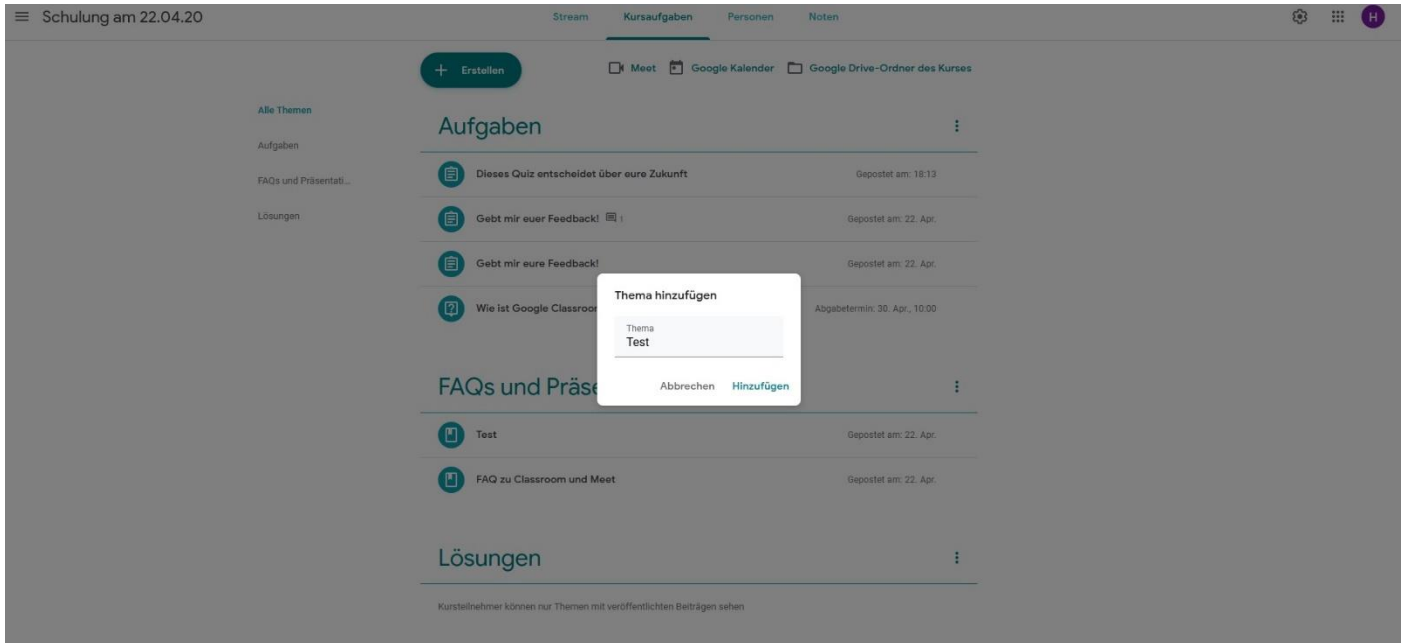 Schulung am 22.04.20
Stream Kursaufgaben Personen Noten
H
Erstellen
Meet Google Kalender Google Drive-Ordner des Kurses
Alle Themen
Aufgaben
FAQs und Präsentati...
Lösungen
Aufgaben
Dieses Quiz entscheidet über eure Zukunft Gepostet am: 18:13
Gebt mir euer Feedback! 1 Gepostet am: 22. Apr.
Gebt mir eure Feedback! Gepostet am: 22. Apr.
Wie ist Google Classroo Abgabetermin: 30. Apr., 10:00
Thema hinzufügen
Thema
Test
Abbrechen Hinzufügen
FAQs und Präse
Test Gepostet am: 22. Apr.
FAQ zu Classroom und Meet Gepostet am: 22. Apr.
Lösungen
Kursteilnehmer können nur Themen mit veröffentlichten Beiträgen sehen